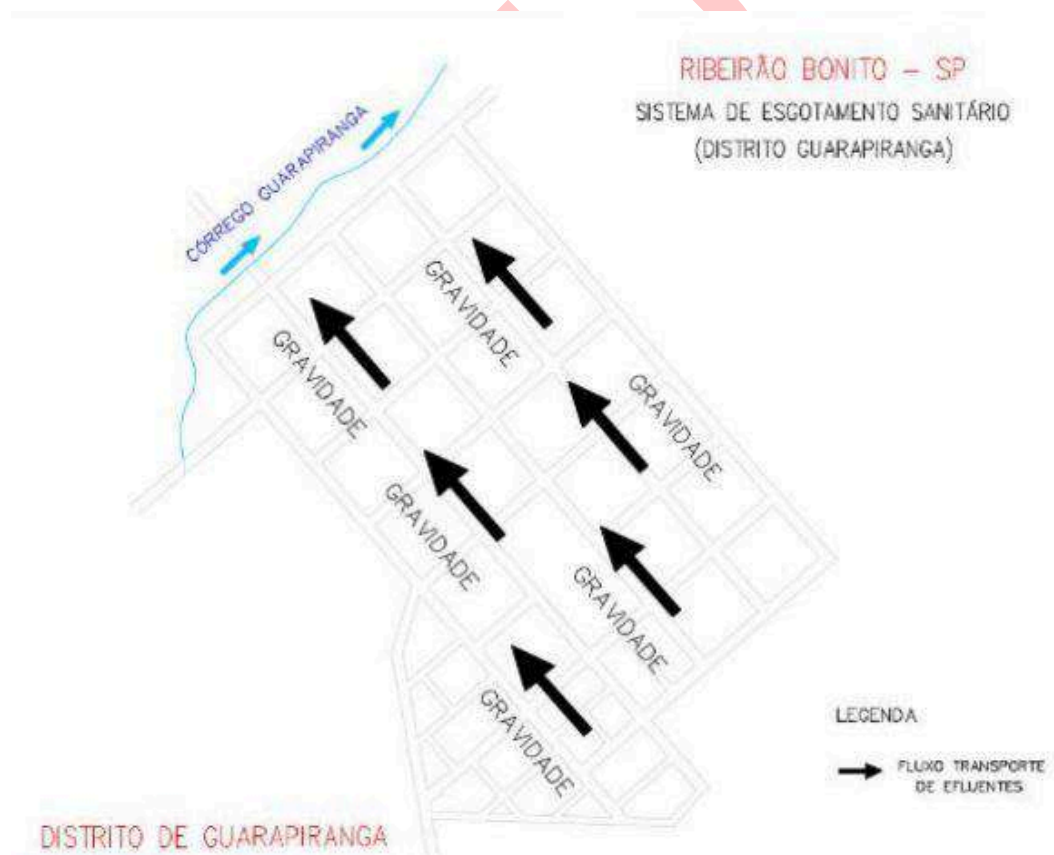 RIBEIRÃO BONITO – SP
SISTEMA DE ESGOTAMENTO SANITÁRIO
(DISTRITO GUARAPIRANGA)
CÓRREGO GUARAPIRANGA
GRAVIDADE
GRAVIDADE
GRAVIDADE
GRAVIDADE
GRAVIDADE
GRAVIDADE
LEGENDA
FLUXO TRANSPORTE
DE EFLUENTES
DISTRITO DE GUARAPIRANGA